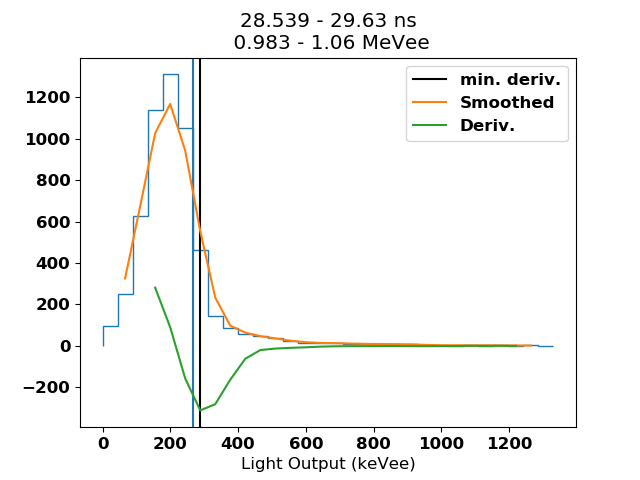 28.539 - 29.63 ns
0.983 - 1.06 MeVee
min. deriv.
Smoothed
Deriv.
1200
1000
800
600
400
200
0
−200
0 200 400 600 800 1000 1200
Light Output (keVee)